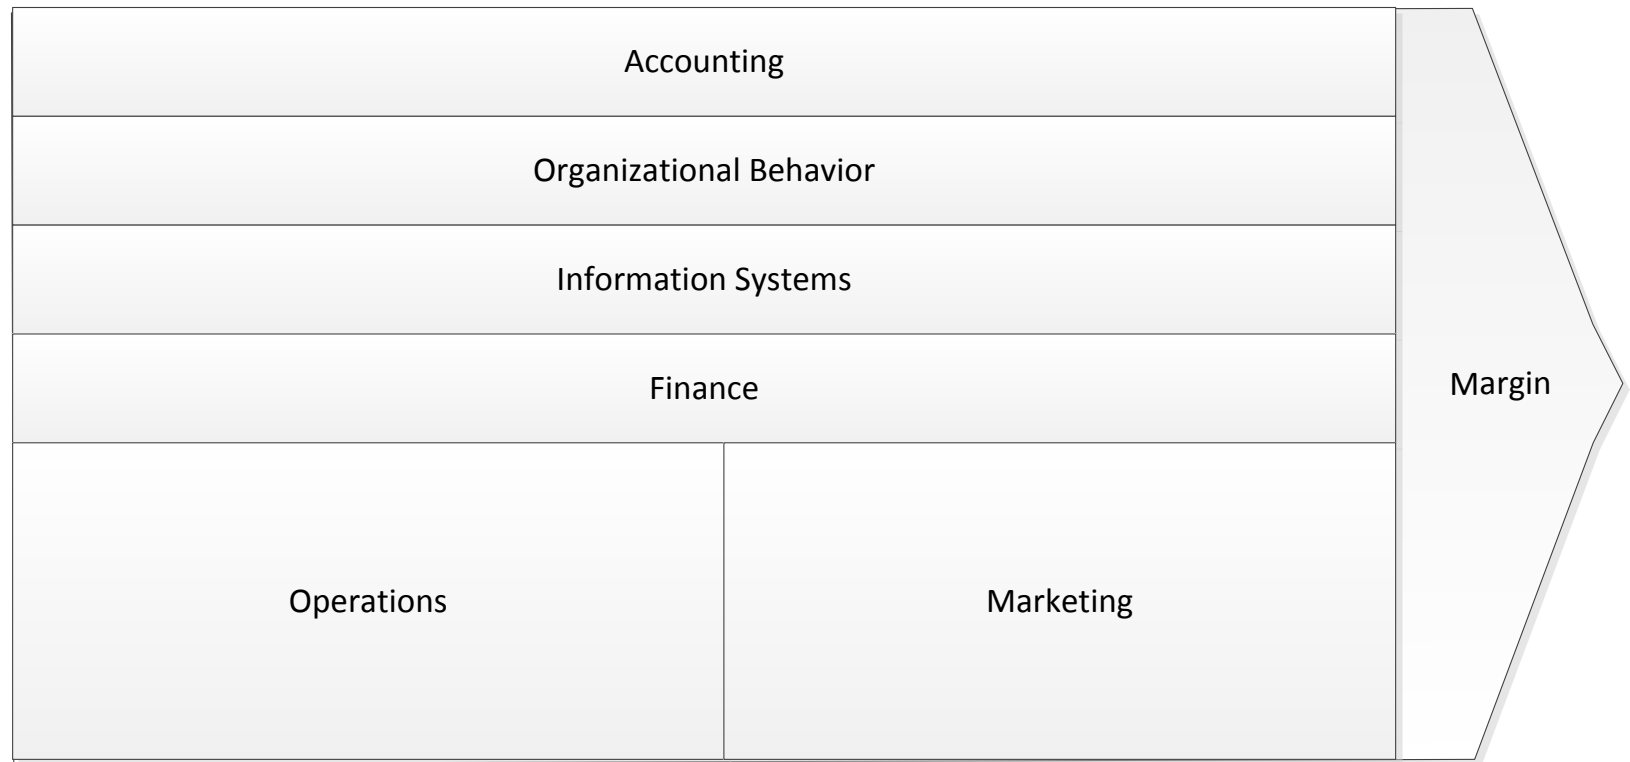 Accounting
Organizational Behavior
Information Systems
Finance
Margin
Operations
Marketing